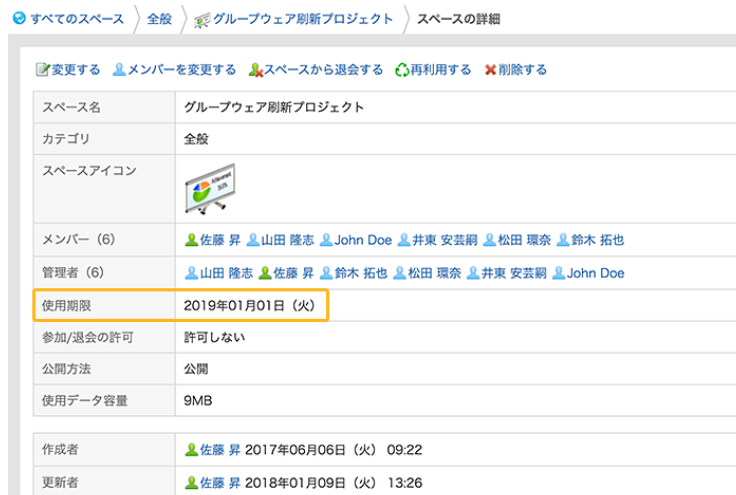 すべてのスペース 全般 グループウェア刷新プロジェクト スペースの詳細
変更する メンバーを変更する スペースから退会する 再利用する 削除する
スペース名 グループウェア刷新プロジェクト
カテゴリ 全般
スペースアイコン
メンバー（6） 佐藤 昇 山田 隆志 John Doe 井東 安芸嗣 松田 環奈 鈴木 拓也
管理者（6） 山田 隆志 佐藤 昇 鈴木 拓也 松田 環奈 井東 安芸嗣 John Doe
使用期限 2019年01月01日（火）
参加/退会の許可 許可しない
公開方法 公開
使用データ容量 9MB
作成者 佐藤 昇 2017年06月06日（火） 09:22
更新者 佐藤 昇 2018年01月09日（火） 13:26